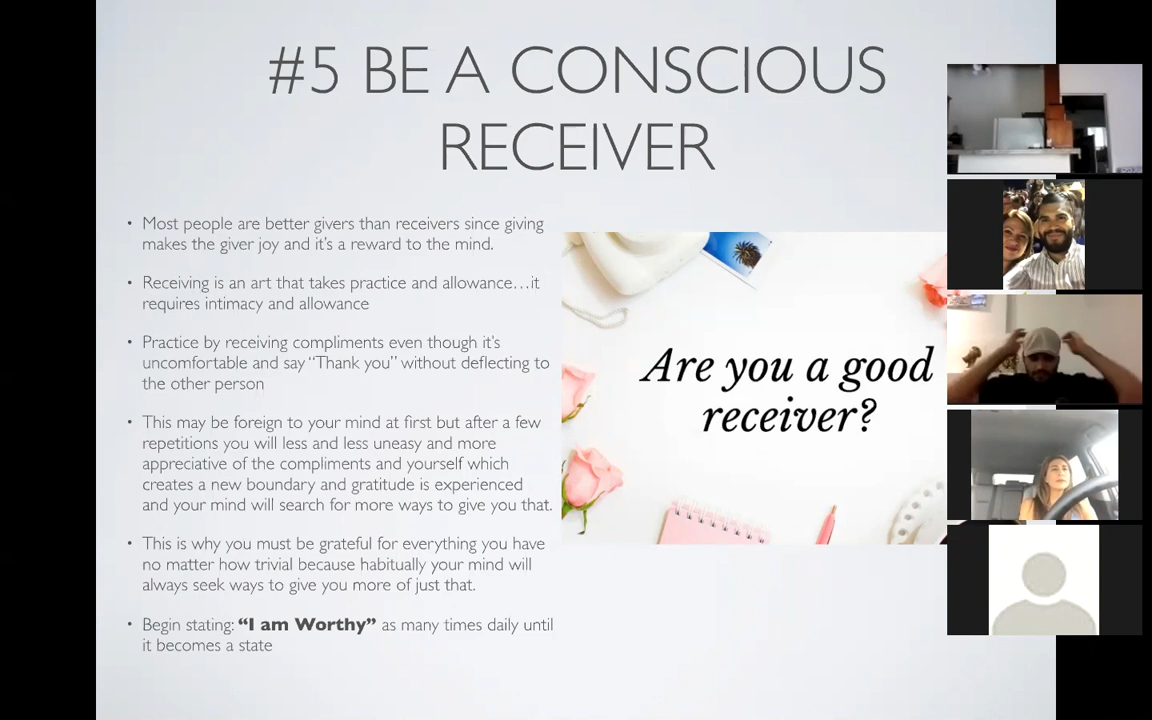 #5 BE A CONSCIOUS
RECEIVER
• Most people are better givers than receivers since giving
makes the giver joy and it's a reward to the mind.
• Receiving is an art that takes practice and allowance…it
requires intimacy and allowance
• Practice by receiving compliments even though it's
uncomfortable and say “Thank you” without deflecting to
the other person
• This may be foreign to your mind at first but after a few
repetitions you will less and less uneasy and more
appreciative of the compliments and yourself which
creates a new boundary and gratitude is experienced
and your mind will search for more ways to give you that.
• This is why you must be grateful for everything you have
no matter how trivial because habitually your mind will
always seek ways to give you more of just that.
• Begin stating: “I am Worthy” as many times daily until
it becomes a state
Are you a good
receiver?